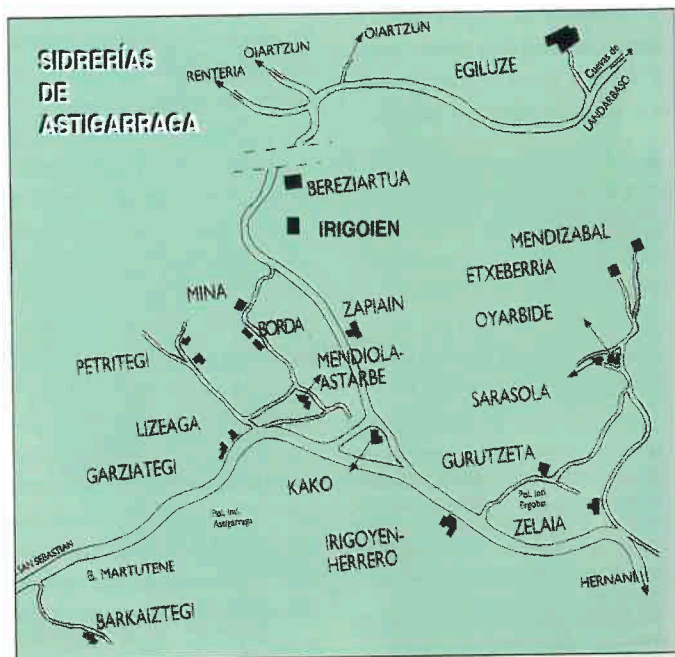 SIDRERÍAS
DE
ASTIGARRAGA
OIARTZUN
OIARTZUN
RENTERIA
EGILUZE
Cuevas de
LANDARBASO
BEREZIARTUA
IRIGOIEN
MENDIZABAL
ETXEBERRIA
MINA
BORDA
ZAPIAIN
OYARBIDE
PETRITEGI
MENDIOLA-
ASTARBE
SARASOLA
LIZEAGA
GARZIATEGI
KAKO
GURUTZETA
Pol. Ind.
Ergobia
Pol. Ind.
Astigarraga
ZELAIA
IRIGOYEN-
HERRERO
SAN SEBASTIAN
B. MARTUTENE
HERNANI
BARKAIZTEGI